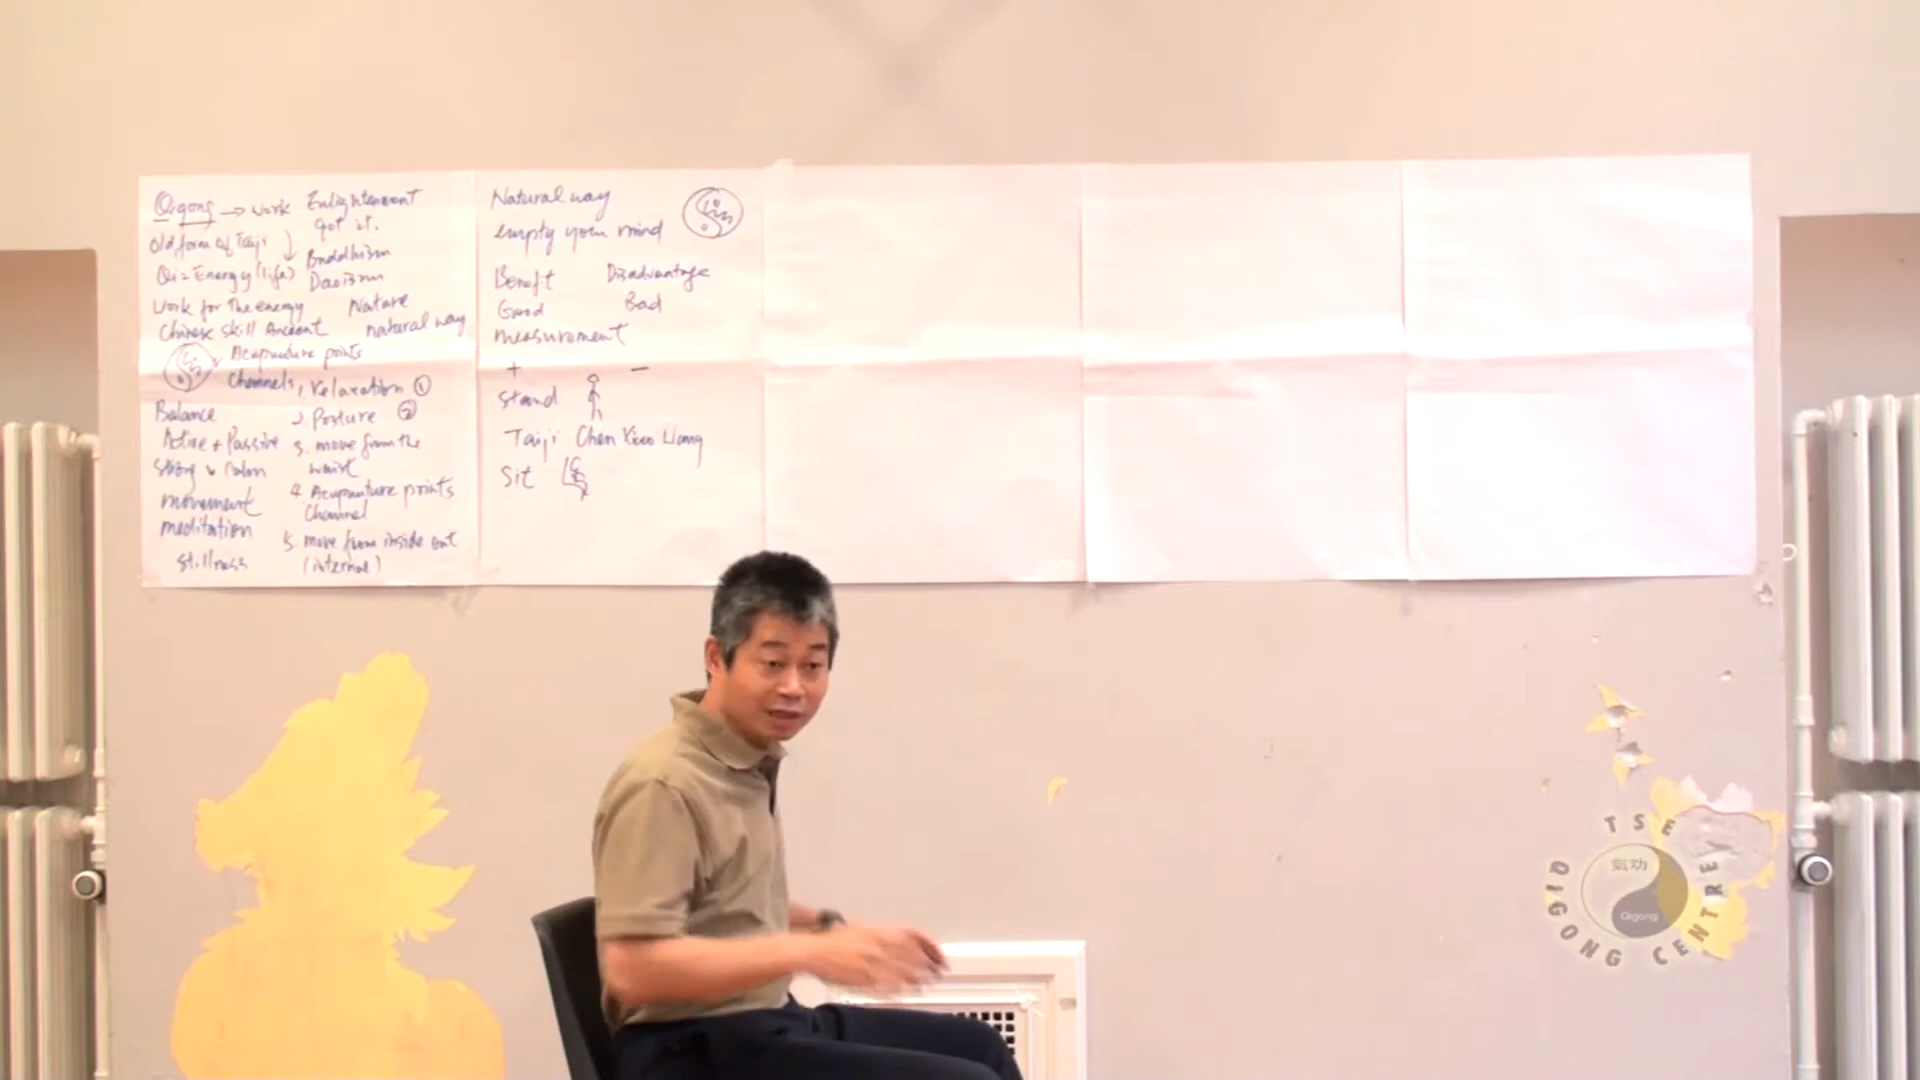 Qigong → work Enlightenment
got it.
Old form of Taiji ↓ Buddhism
Qi = Energy (life) Daoism
Work for the energy Nature
Chinese skill Ancient natural way
Acupuncture points
Channels
Balance
Active + Passive
Strong Calm
movement
meditation
stillness
1. relaxation ①
2. Posture ②
3. move from the
waist
4. Acupuncture points
Channel
5. move from inside out
(internal)
Natural way
empty your mind
Benefit Disadvantage
Good Bad
measurement
+ −
Stand
Taiji Chen Xiao Wang
Sit
TSE
QIGONG CENTRE
氣功
Qigong